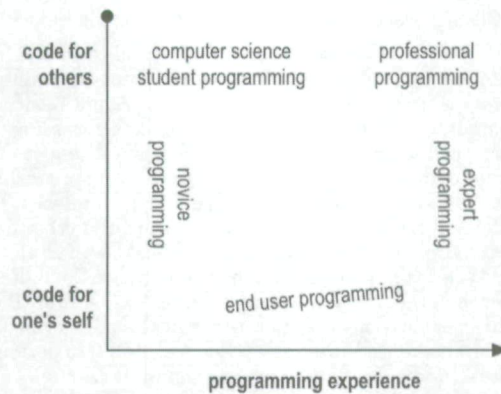 code for
others
computer science
student programming
professional
programming
novice
programming
expert
programming
code for
one's self
end user programming
programming experience